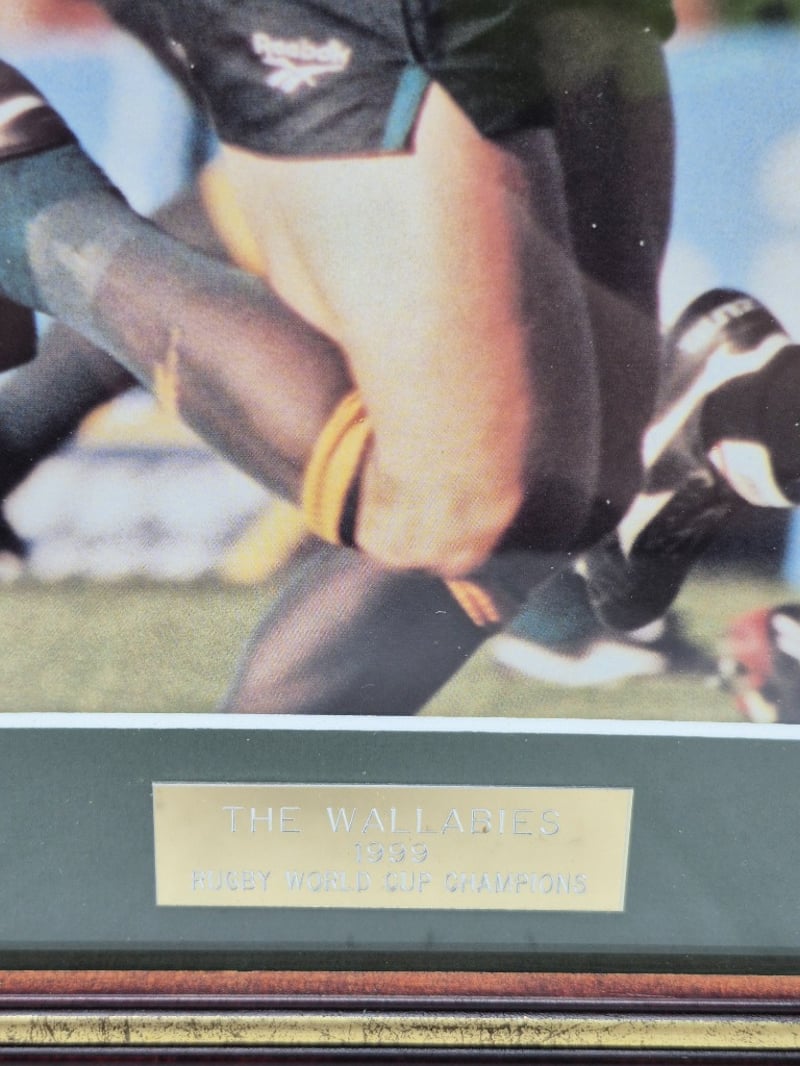 Reebok
THE WALLABIES
1999
RUGBY WORLD CUP CHAMPIONS